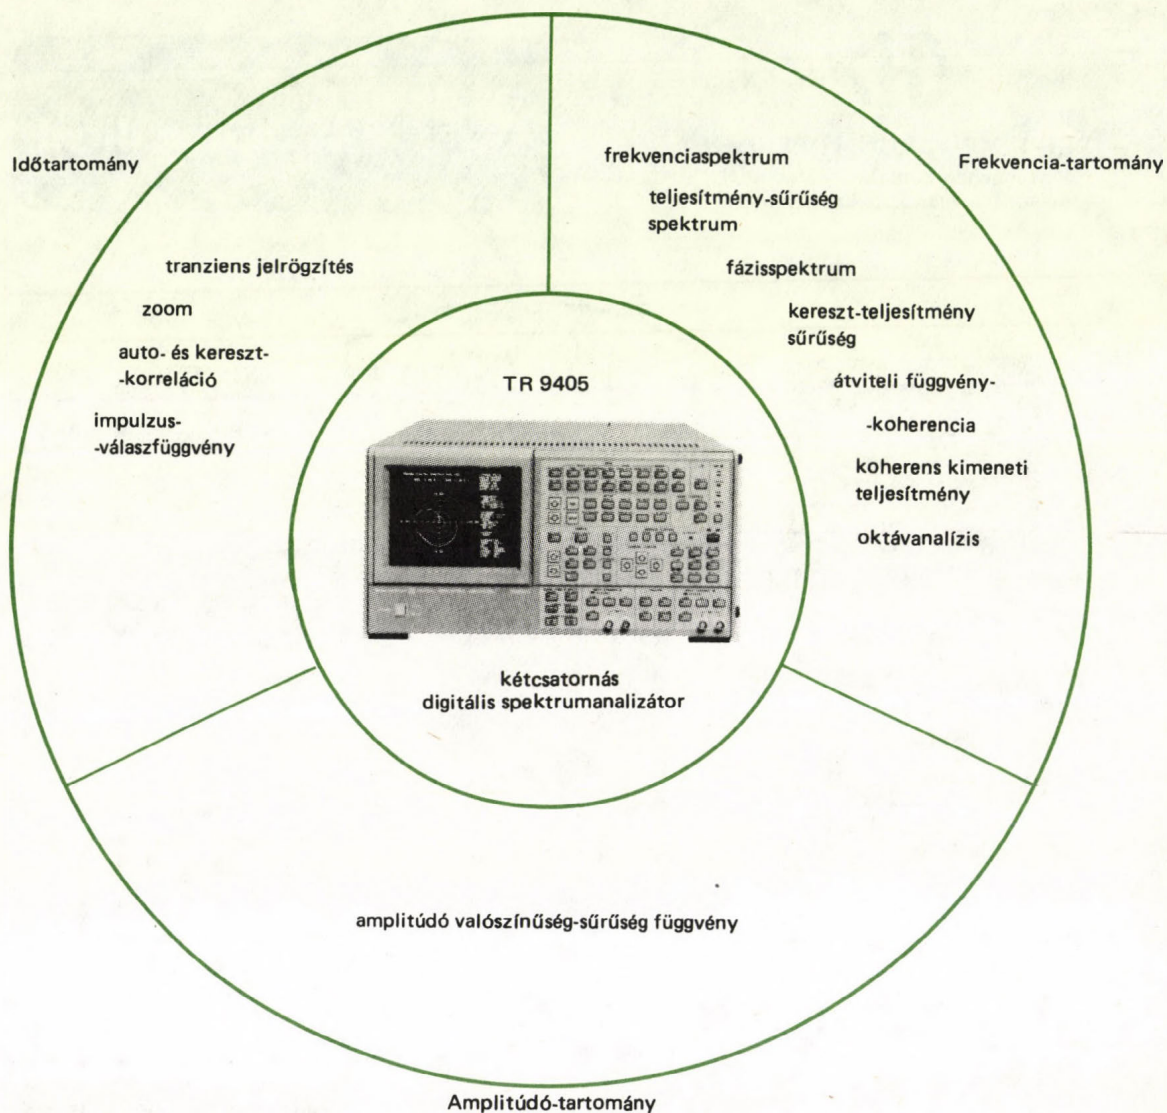 Időtartomány
tranziens jelrögzítés
zoom
auto- és kereszt-
-korreláció
impulzus-
-válaszfüggvény
Frekvencia-tartomány
frekvenciaspektrum
teljesítmény-sűrűség
spektrum
fázisspektrum
kereszt-teljesítmény
sűrűség
átviteli függvény-
-koherencia
koherens kimeneti
teljesítmény
oktávanalízis
TR 9405
kétcsatornás
digitális spektrumanalizátor
amplitúdó valószínűség-sűrűség függvény
Amplitúdó-tartomány